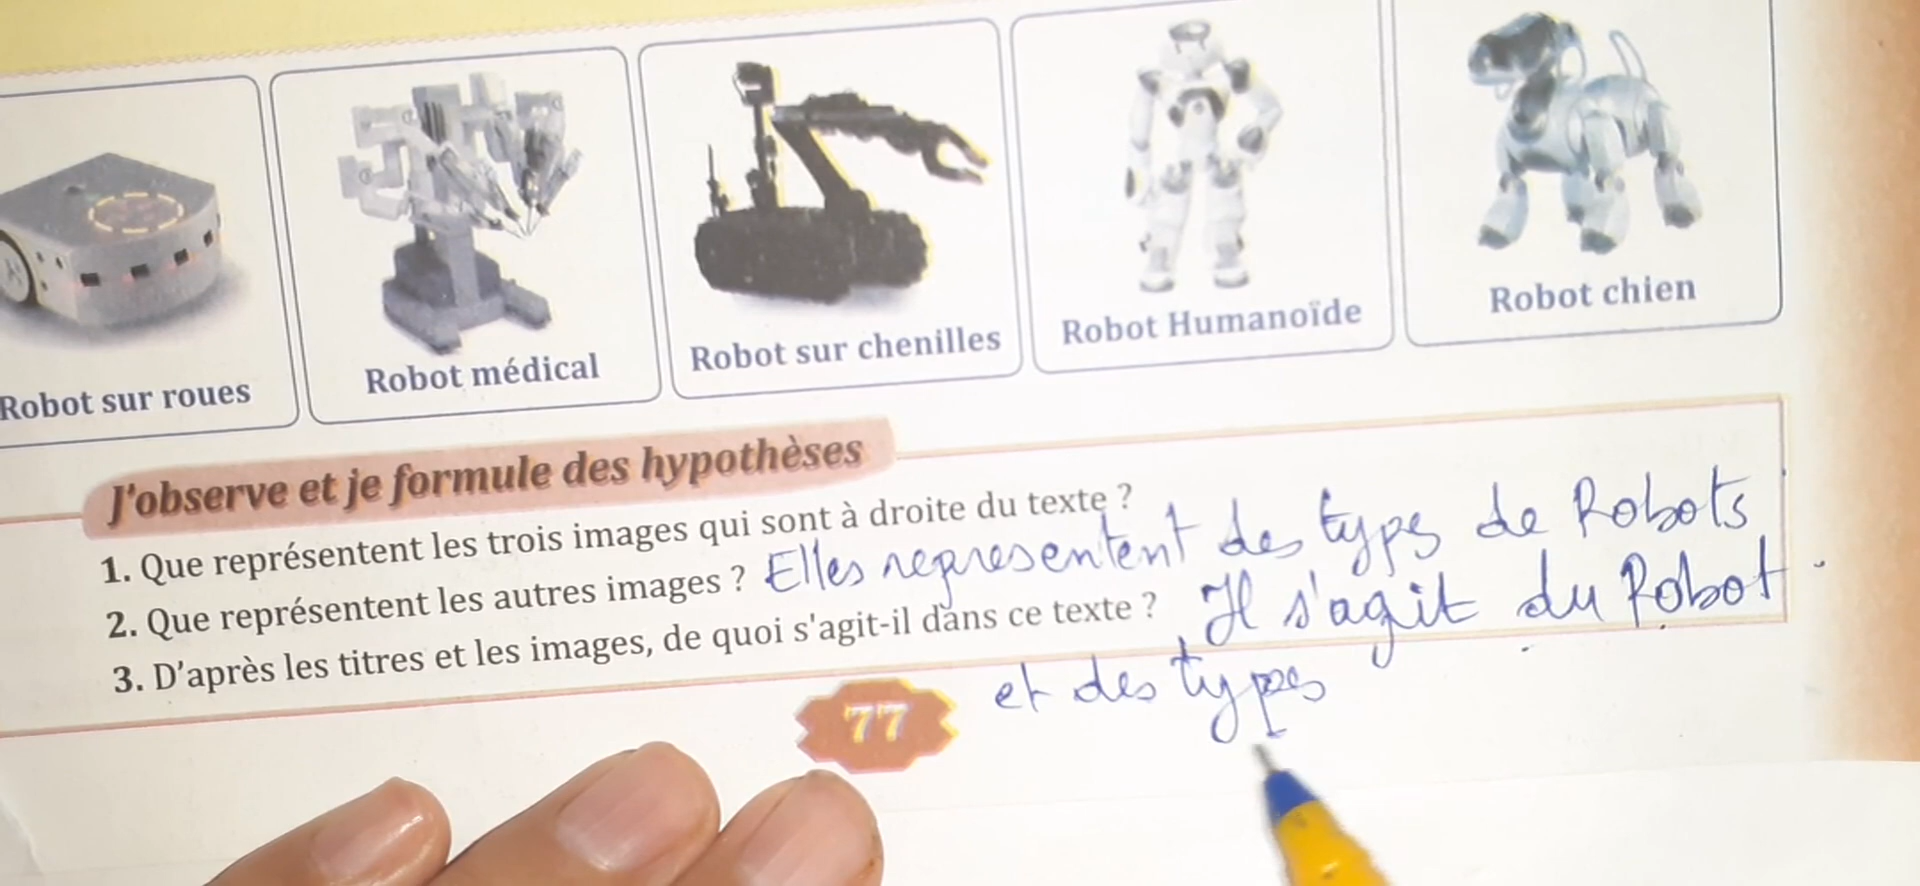 Robot sur roues
Robot médical
Robot sur chenilles
Robot Humanoïde
Robot chien
J'observe et je formule des hypothèses
1. Que représentent les trois images qui sont à droite du texte ?
2. Que représentent les autres images ? Elles representent des types de Robots
3. D'après les titres et les images, de quoi s'agit-il dans ce texte ? Il s'agit du Robot
et des types
77